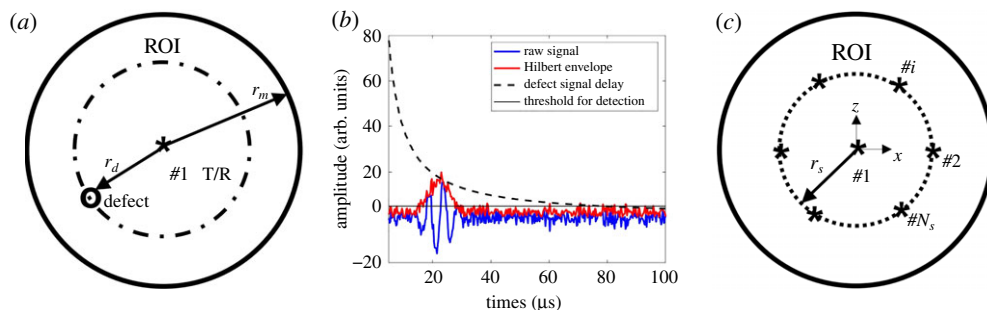 (a)
ROI
r_m
r_d
#1 T/R
defect
(b)
80
60
40
20
0
−20
amplitude (arb. units)
raw signal
Hilbert envelope
defect signal delay
threshold for detection
20 40 60 80 100
times (µs)
(c)
ROI
#i
z
x
#2
r_s
#1
#N_s